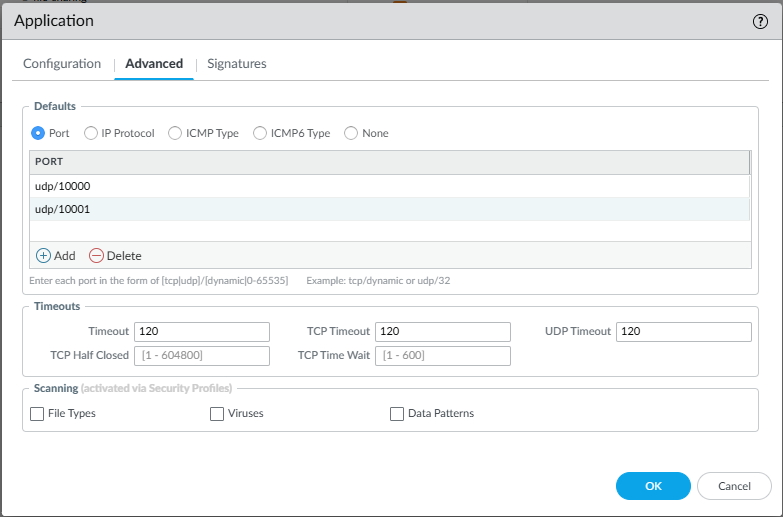 Application
Configuration Advanced Signatures
Defaults
Port IP Protocol ICMP Type ICMP6 Type None
PORT
udp/10000
udp/10001
Add Delete
Enter each port in the form of [tcp|udp]/[dynamic|0-65535] Example: tcp/dynamic or udp/32
Timeouts
Timeout 120 TCP Timeout 120 UDP Timeout 120
TCP Half Closed [1 - 604800] TCP Time Wait [1 - 600]
Scanning (activated via Security Profiles)
File Types Viruses Data Patterns
OK Cancel